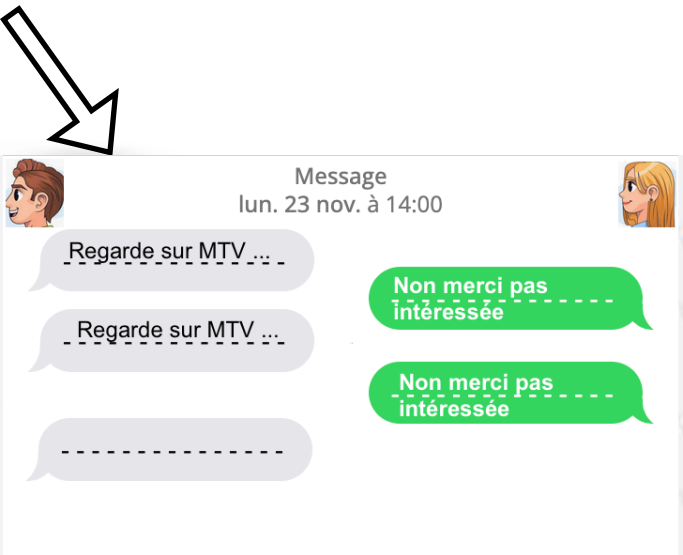 Message
lun. 23 nov. à 14:00
Regarde sur MTV ...
Non merci pas
intéressée
Regarde sur MTV ...
Non merci pas
intéressée